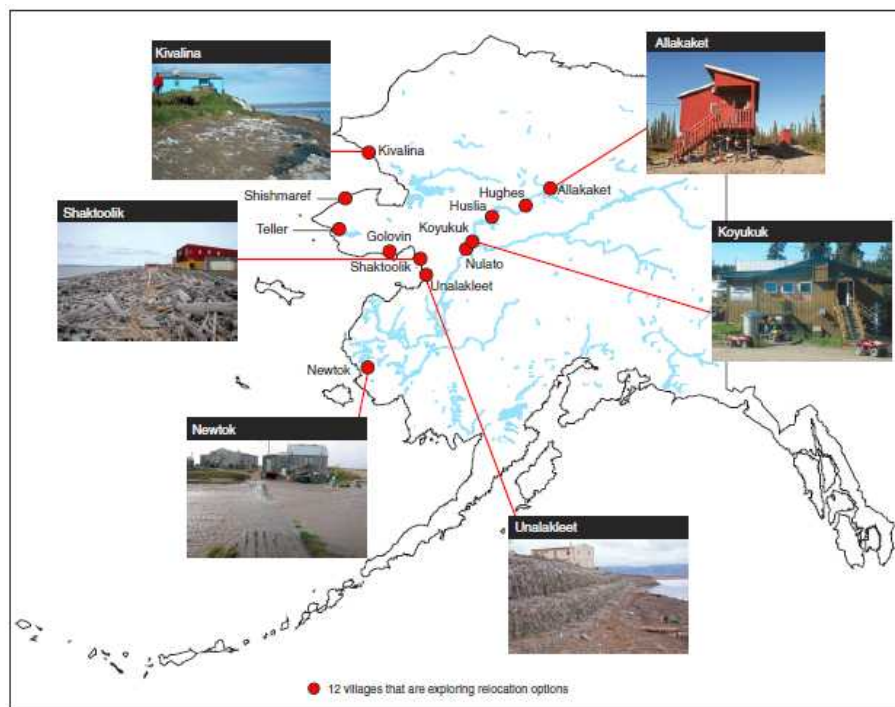 Kivalina
Allakaket
Kivalina
Shishmaref
Hughes
Allakaket
Huslia
Shaktoolik
Teller
Golovin
Koyukuk
Koyukuk
Shaktoolik
Nulato
Unalakleet
Newtok
Newtok
Unalakleet
12 villages that are exploring relocation options